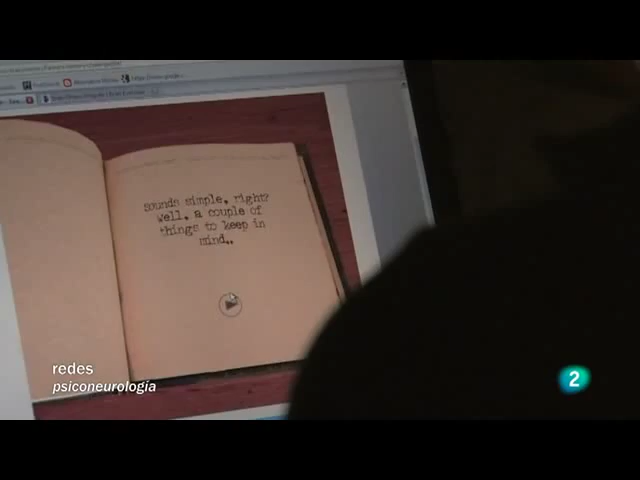 sounds simple, right?
Well, a couple of
things to keep in
mind..
redes
psiconeurología
2